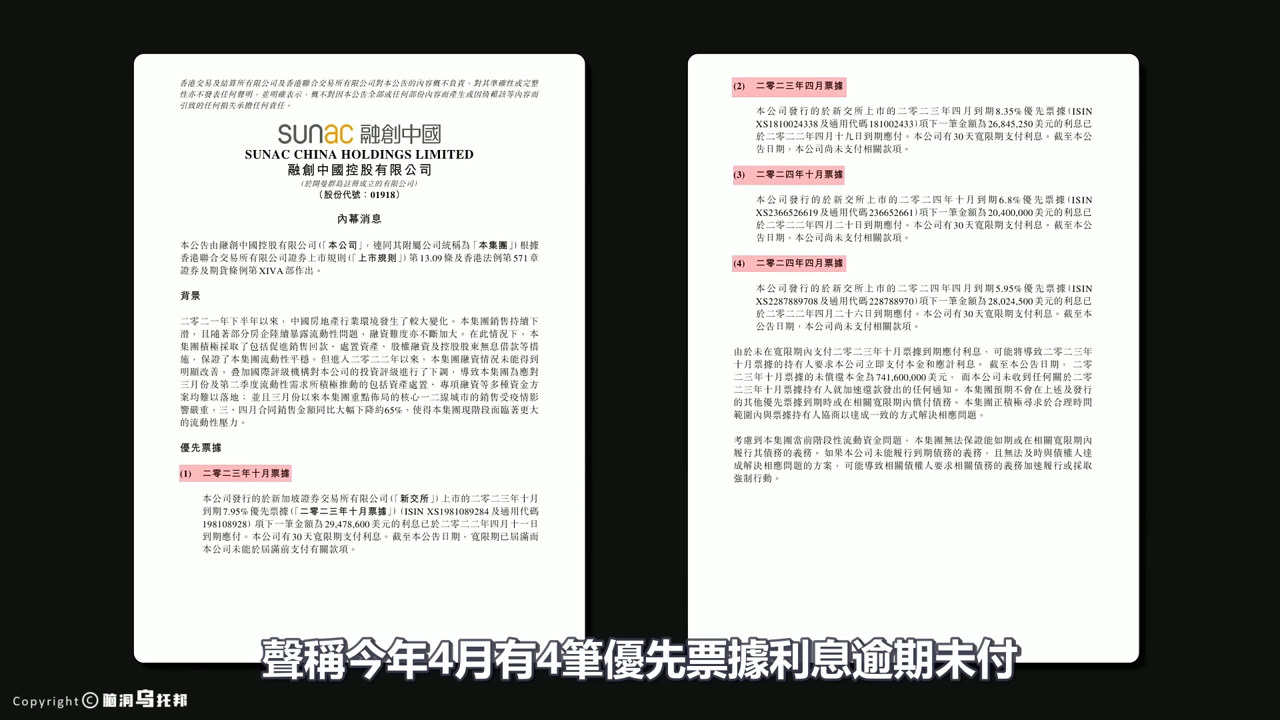 香港交易及結算所有限公司及香港聯合交易所有限公司對本公告的內容概不負責，對其準確性或完整
性亦不發表任何聲明，並明確表示，概不對因本公告全部或任何部份內容而產生或因倚賴該等內容而
引致的任何損失承擔任何責任。
sunac 融創中國
SUNAC CHINA HOLDINGS LIMITED
融創中國控股有限公司
（於開曼群島註冊成立的有限公司）
（股份代號：01918）
內幕消息
本公告由融創中國控股有限公司（「本公司」，連同其附屬公司統稱為「本集團」）根據
香港聯合交易所有限公司證券上市規則（「上市規則」）第13.09條及香港法例第571章
證券及期貨條例第XIVA部作出。
背景
二零二一年下半年以來，中國房地產行業環境發生了較大變化。本集團銷售持續下
滑，且隨著部分房企陸續暴露流動性問題，融資難度亦不斷加大。在此情況下，本
集團積極採取了包括促進銷售回款、處置資產、股權融資及控股股東無息借款等措
施，保證了本集團流動性平穩。但進入二零二二年以來，本集團融資情況未能得到
明顯改善，叠加國際評級機構對本公司的投資評級進行了下調，導致本集團為應對
三月份及第二季度流動性需求所積極推動的包括資產處置、專項融資等多種資金方
案均難以落地；並且三月份以來本集團重點佈局的核心一二線城市的銷售受疫情影
響嚴重。三、四月合同銷售金額同比大幅下降約65%，使得本集團現階段面臨著更大
的流動性壓力。
優先票據
(1) 二零二三年十月票據
本公司發行的於新加坡證券交易所有限公司（「新交所」）上市的二零二三年十月
到期7.95%優先票據（「二零二三年十月票據」）（ISIN XS1981089284及通用代碼
198108928）項下一筆金額為29,478,600美元的利息已於二零二二年四月十一日
到期應付。本公司有30天寬限期支付利息。截至本公告日期，寬限期已屆滿而
本公司未能於屆滿前支付有關款項。
(2) 二零二三年四月票據
本公司發行的於新交所上市的二零二三年四月到期8.35%優先票據（ISIN
XS1810024338及通用代碼181002433）項下一筆金額為26,845,250美元的利息已
於二零二二年四月十九日到期應付。本公司有30天寬限期支付利息。截至本公
告日期，本公司尚未支付相關款項。
(3) 二零二四年十月票據
本公司發行的於新交所上市的二零二四年十月到期6.8%優先票據（ISIN
XS2366526619及通用代碼236652661）項下一筆金額為20,400,000美元的利息已
於二零二二年四月二十日到期應付。本公司有30天寬限期支付利息。截至本公
告日期，本公司尚未支付相關款項。
(4) 二零二四年四月票據
本公司發行的於新交所上市的二零二四年四月到期5.95%優先票據（ISIN
XS2287889708及通用代碼228788970）項下一筆金額為28,024,500美元的利息已
於二零二二年四月二十六日到期應付。本公司有30天寬限期支付利息。截至本
公告日期，本公司尚未支付相關款項。
由於未在寬限期內支付二零二三年十月票據到期應付利息，可能將導致二零二三年
十月票據的持有人要求本公司立即支付本金和應計利息。截至本公告日期，二零
二三年十月票據的未償還本金為741,600,000美元，而本公司未收到任何關於二零
二三年十月票據持有人就加速還款發出的任何通知。本集團預期不會在上述及發行
的其他優先票據到期時或在相關寬限期內償付債務。本集團正積極尋求於合理時間
範圍內與票據持有人協商以達成一致的方式解決相應問題。
考慮到本集團當前階段性流動資金問題，本集團無法保證能如期或在相關寬限期內
履行其債務的義務。如果本公司未能履行到期債務的義務，且無法及時與債權人達
成解決相應問題的方案，可能導致相關債權人要求相關債務的義務加速履行或採取
強制行動。
聲稱今年4月有4筆優先票據利息逾期未付
Copyright © 腦洞乌托邦